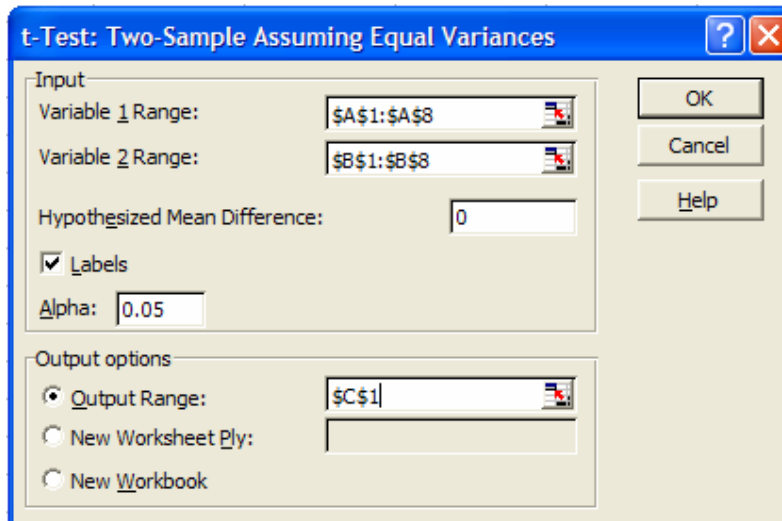 t-Test: Two-Sample Assuming Equal Variances
Input
Variable 1 Range: $A$1:$A$8
Variable 2 Range: $B$1:$B$8
Hypothesized Mean Difference: 0
Labels
Alpha: 0.05
OK
Cancel
Help
Output options
Output Range: $C$1
New Worksheet Ply:
New Workbook